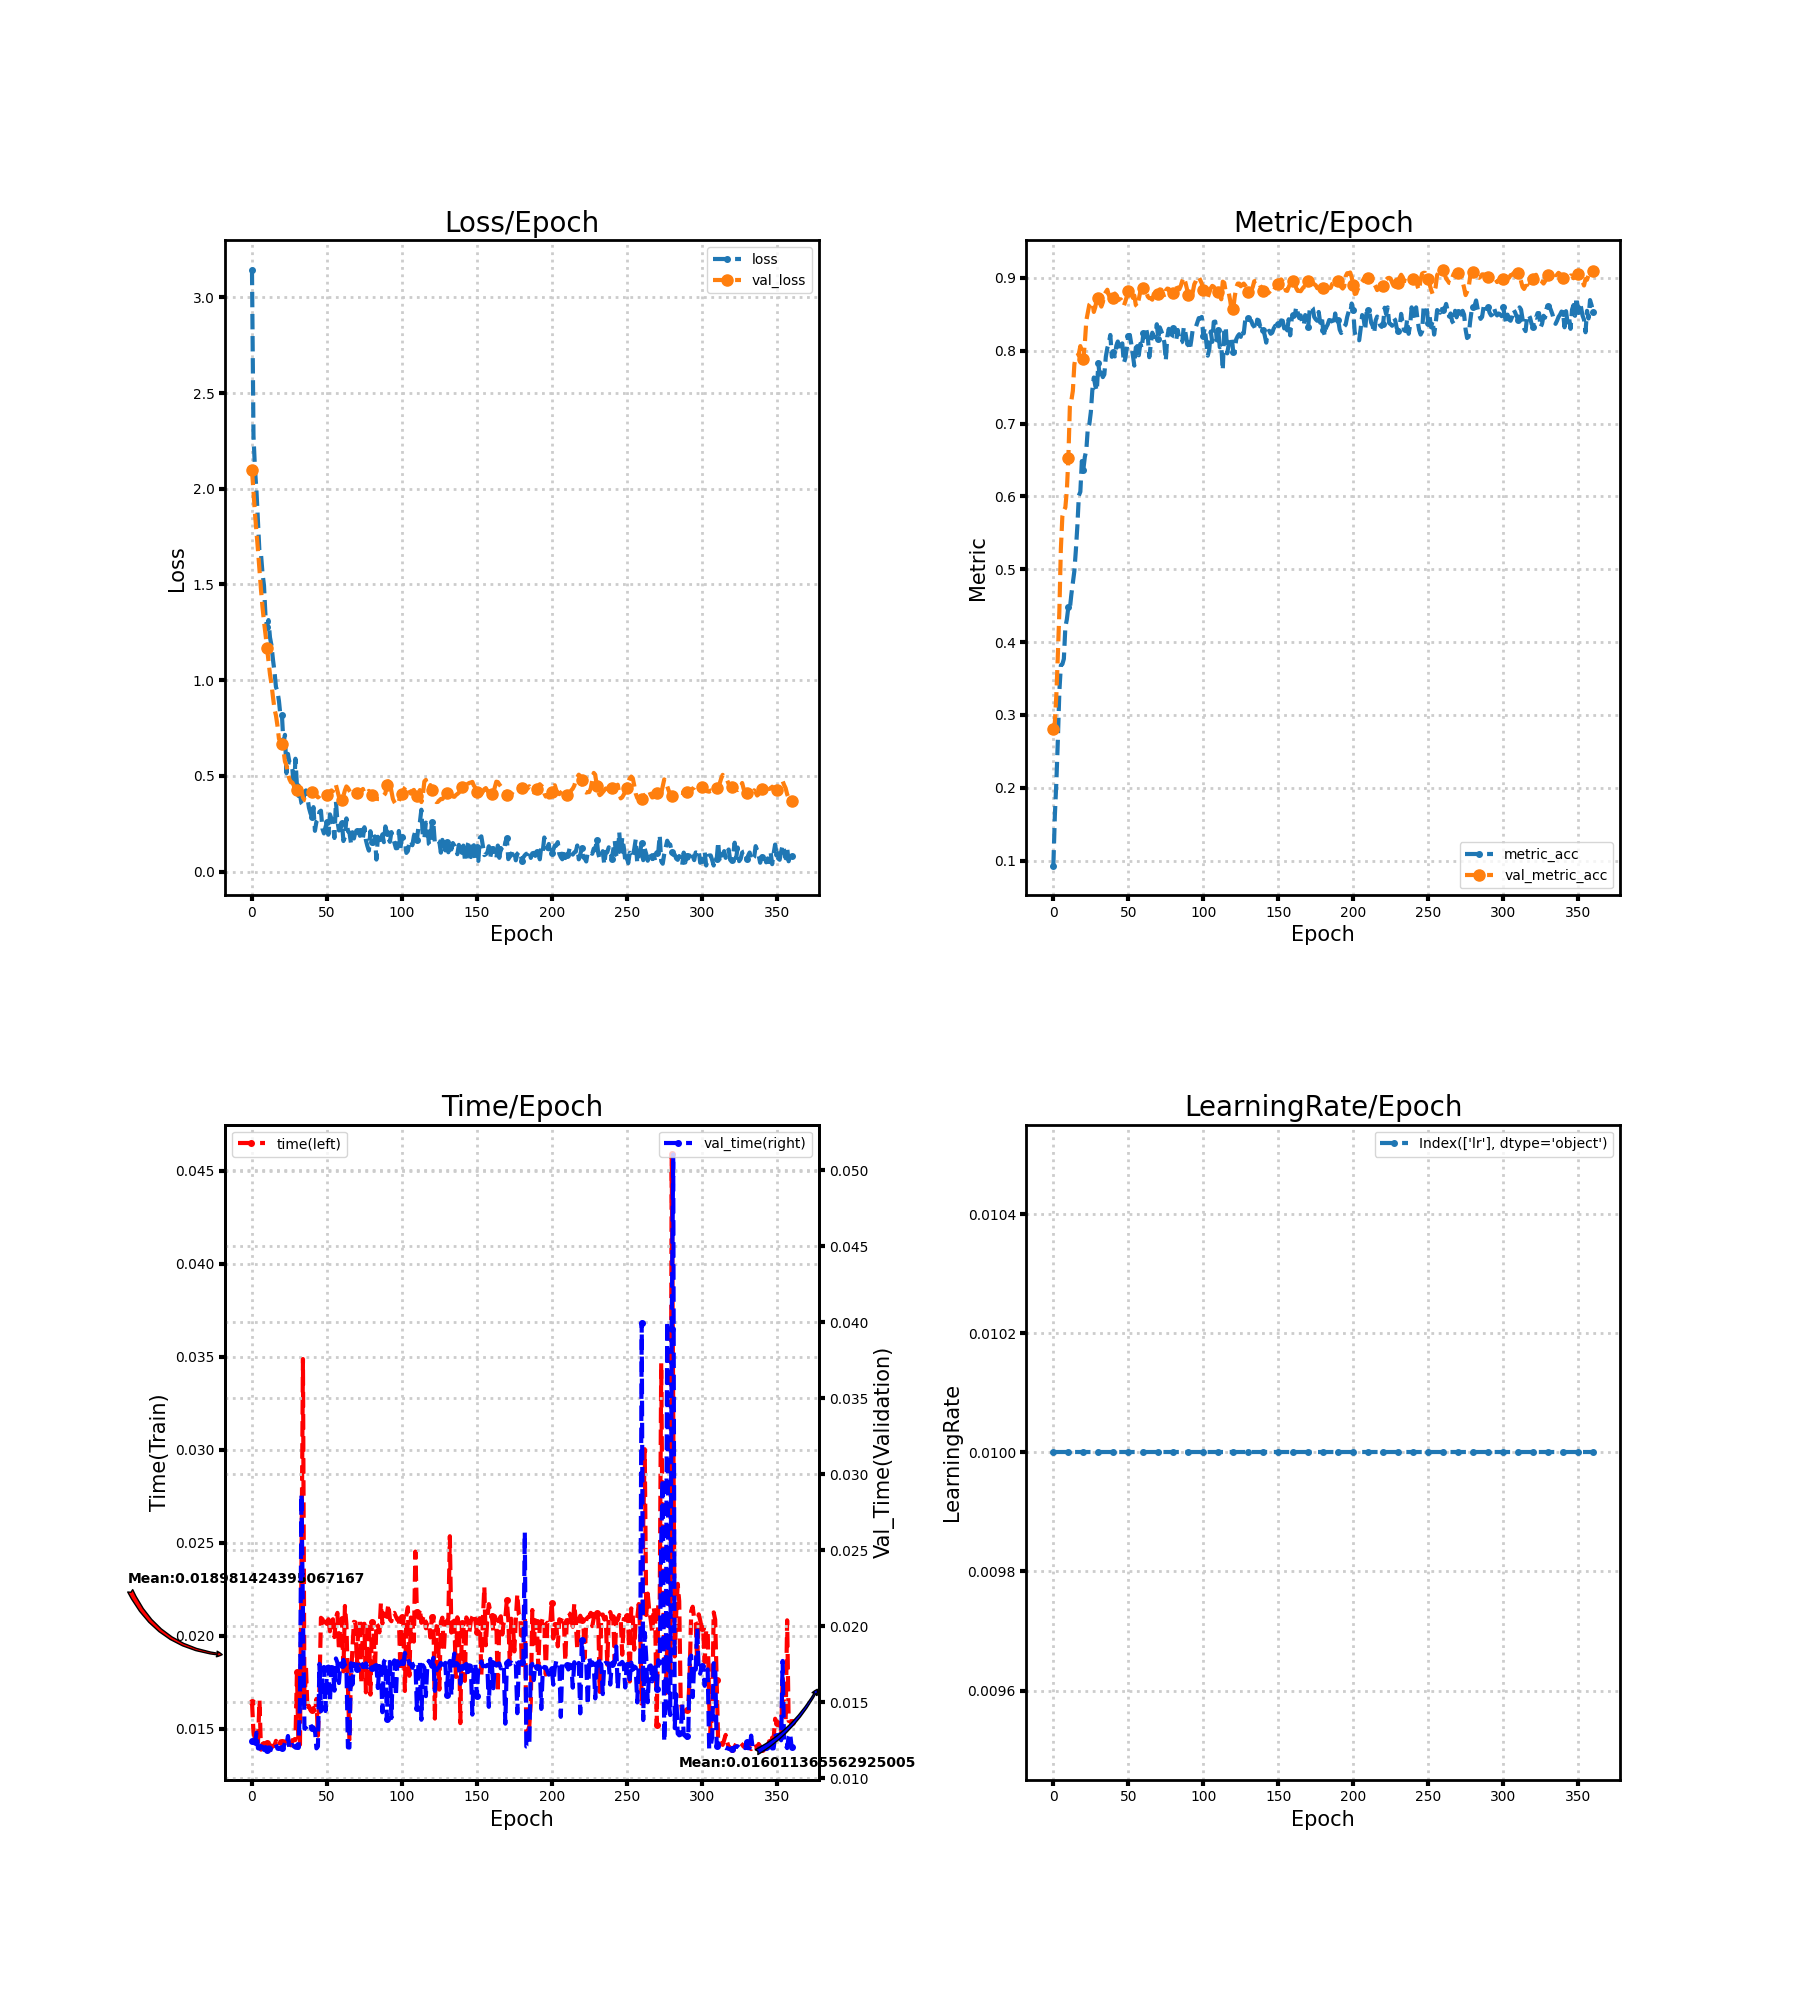 Loss/Epoch
Loss
3.0
2.5
2.0
1.5
1.0
0.5
0.0
0 50 100 150 200 250 300 350
Epoch
loss
val_loss
Metric/Epoch
Metric
0.9
0.8
0.7
0.6
0.5
0.4
0.3
0.2
0.1
0 50 100 150 200 250 300 350
Epoch
metric_acc
val_metric_acc
Time/Epoch
time(left)
val_time(right)
Time(Train)
0.045
0.040
0.035
0.030
0.025
0.020
0.015
Mean:0.018981424395067167
Val_Time(Validation)
0.050
0.045
0.040
0.035
0.030
0.025
0.020
0.015
0.010
Mean:0.016011365562925005
0 50 100 150 200 250 300 350
Epoch
LearningRate/Epoch
Index(['lr'], dtype='object')
LearningRate
0.0104
0.0102
0.0100
0.0098
0.0096
0 50 100 150 200 250 300 350
Epoch